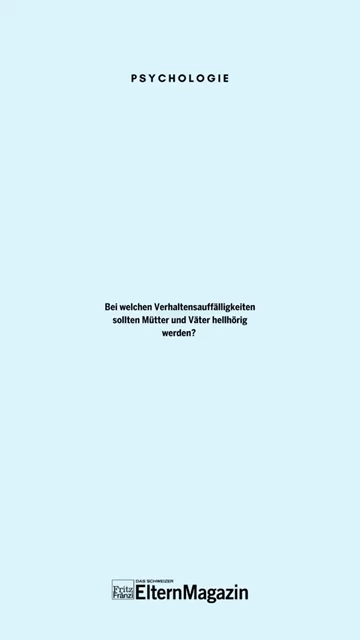 PSYCHOLOGIE
Bei welchen Verhaltensauffälligkeiten
sollten Mütter und Väter hellhörig
werden?
DAS SCHWEIZER
Fritz+
Fränzi
ElternMagazin